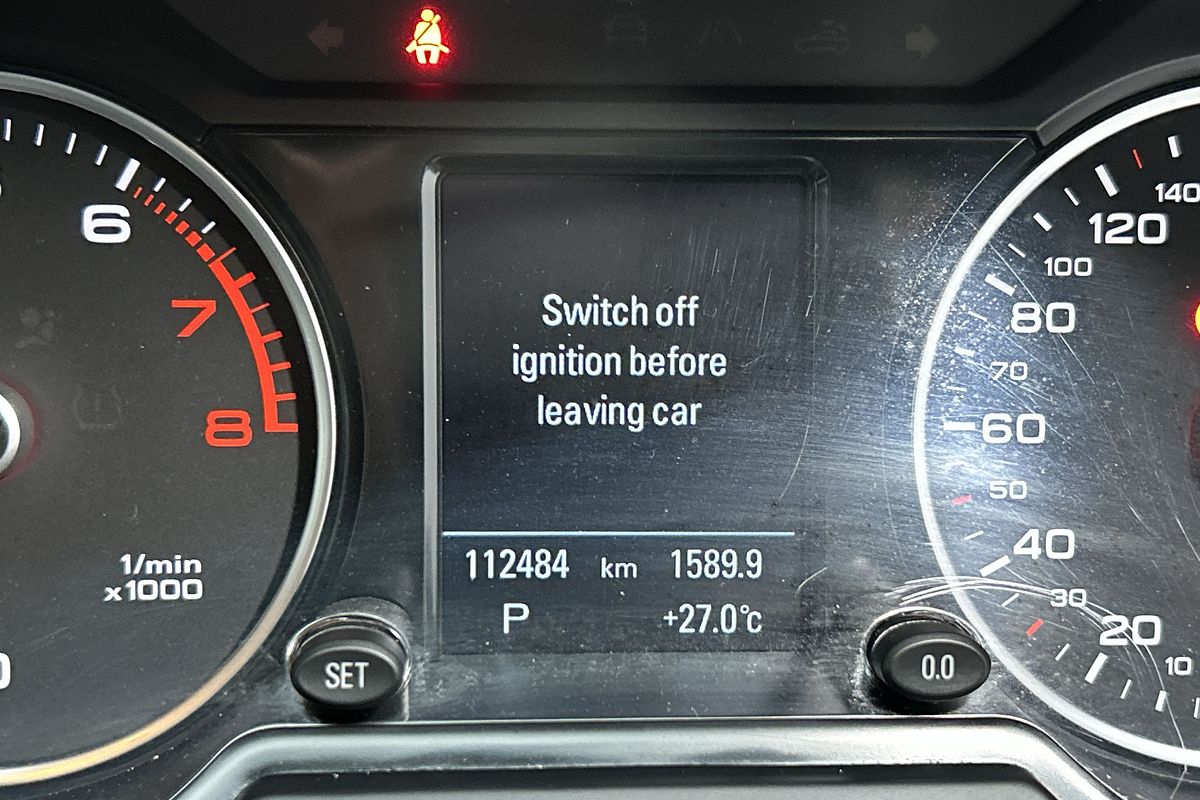 Switch off
ignition before
leaving car
112484 km 1589.9
P +27.0°C
SET
0.0
6
7
8
1/min
x1000
140
120
100
80
70
60
50
40
30
20
10